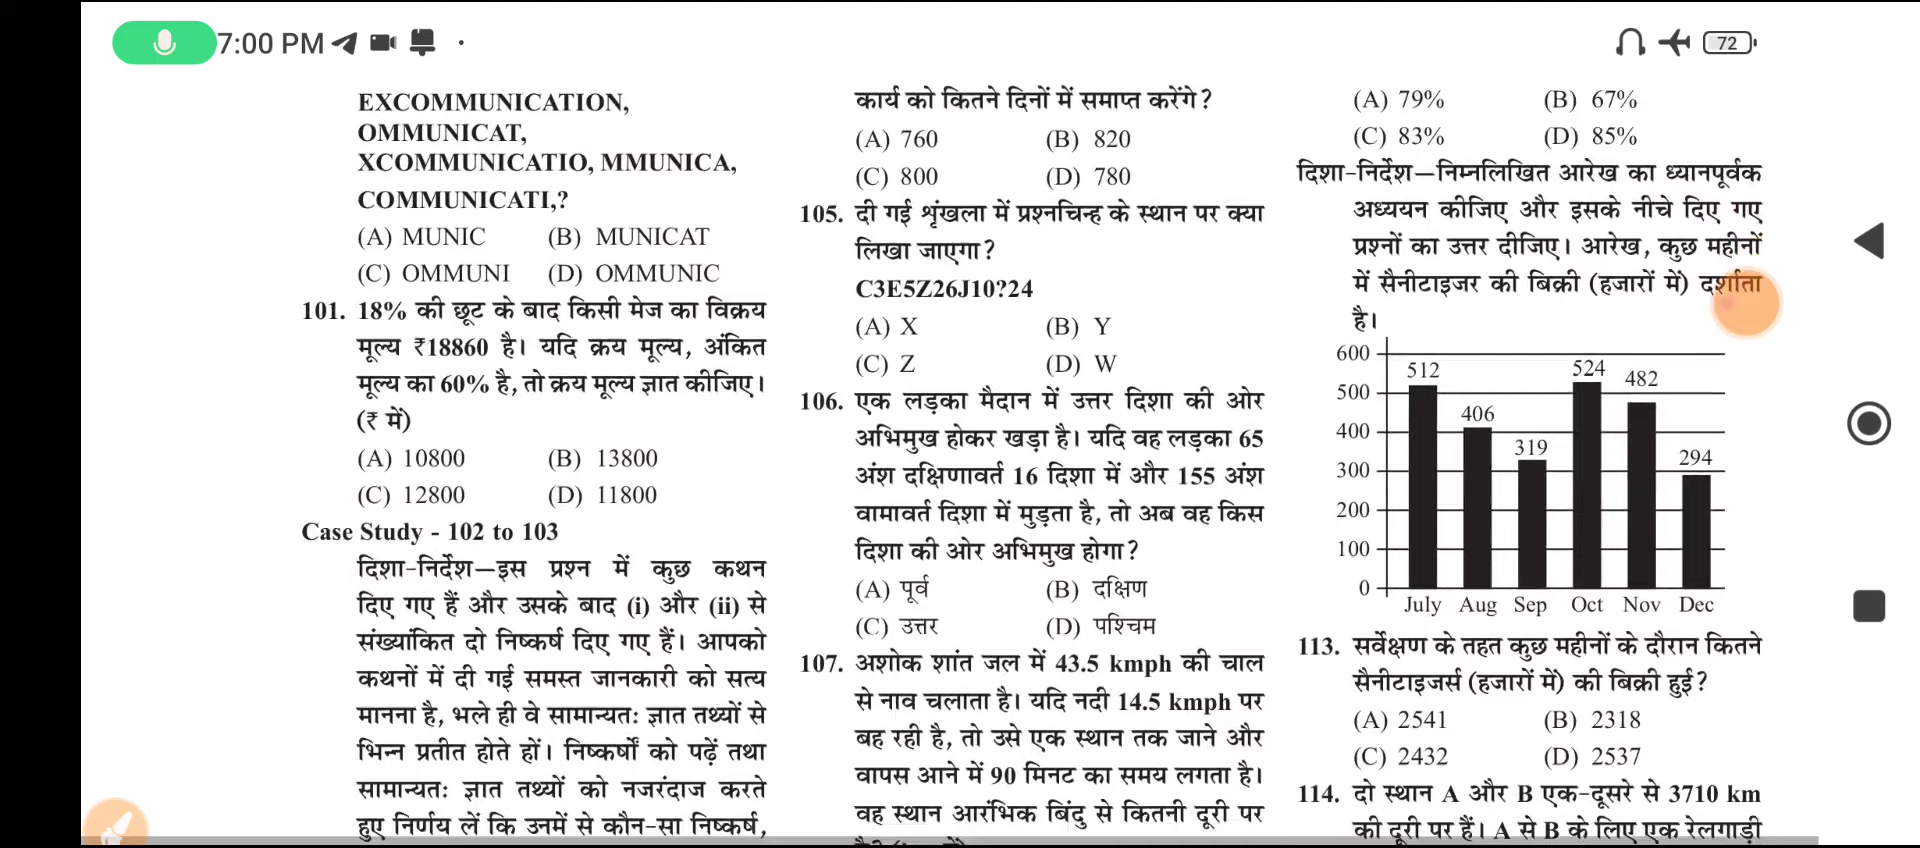 7:00 PM
72
EXCOMMUNICATION,
OMMUNICAT,
XCOMMUNICATIO, MMUNICA,
COMMUNICATI,?
(A) MUNIC (B) MUNICAT
(C) OMMUNI (D) OMMUNIC
101. 18% की छूट के बाद किसी मेज का विक्रय
मूल्य ₹18860 है। यदि क्रय मूल्य, अंकित
मूल्य का 60% है, तो क्रय मूल्य ज्ञात कीजिए।
(₹ में)
(A) 10800 (B) 13800
(C) 12800 (D) 11800
Case Study - 102 to 103
दिशा-निर्देश—इस प्रश्न में कुछ कथन
दिए गए हैं और उसके बाद (i) और (ii) से
संख्यांकित दो निष्कर्ष दिए गए हैं। आपको
कथनों में दी गई समस्त जानकारी को सत्य
मानना है, भले ही वे सामान्यतः ज्ञात तथ्यों से
भिन्न प्रतीत होते हों। निष्कर्षों को पढ़ें तथा
सामान्यतः ज्ञात तथ्यों को नजरंदाज करते
हुए निर्णय लें कि उनमें से कौन-सा निष्कर्ष,
कार्य को कितने दिनों में समाप्त करेंगे?
(A) 760 (B) 820
(C) 800 (D) 780
105. दी गई श्रृंखला में प्रश्नचिन्ह के स्थान पर क्या
लिखा जाएगा?
C3E5Z26J10?24
(A) X (B) Y
(C) Z (D) W
106. एक लड़का मैदान में उत्तर दिशा की ओर
अभिमुख होकर खड़ा है। यदि वह लड़का 65
अंश दक्षिणावर्त 16 दिशा में और 155 अंश
वामावर्त दिशा में मुड़ता है, तो अब वह किस
दिशा की ओर अभिमुख होगा?
(A) पूर्व (B) दक्षिण
(C) उत्तर (D) पश्चिम
107. अशोक शांत जल में 43.5 kmph की चाल
से नाव चलाता है। यदि नदी 14.5 kmph पर
बह रही है, तो उसे एक स्थान तक जाने और
वापस आने में 90 मिनट का समय लगता है।
वह स्थान आरंभिक बिंदु से कितनी दूरी पर
(A) 79% (B) 67%
(C) 83% (D) 85%
दिशा-निर्देश—निम्नलिखित आरेख का ध्यानपूर्वक
अध्ययन कीजिए और इसके नीचे दिए गए
प्रश्नों का उत्तर दीजिए। आरेख, कुछ महीनों
में सैनीटाइजर की बिक्री (हजारों में) दर्शाता
है।
600
500
400
300
200
100
0
512
406
319
524
482
294
July Aug Sep Oct Nov Dec
113. सर्वेक्षण के तहत कुछ महीनों के दौरान कितने
सैनीटाइजर्स (हजारों में) की बिक्री हुई?
(A) 2541 (B) 2318
(C) 2432 (D) 2537
114. दो स्थान A और B एक-दूसरे से 3710 km
की दूरी पर हैं। A से B के लिए एक रेलगाड़ी